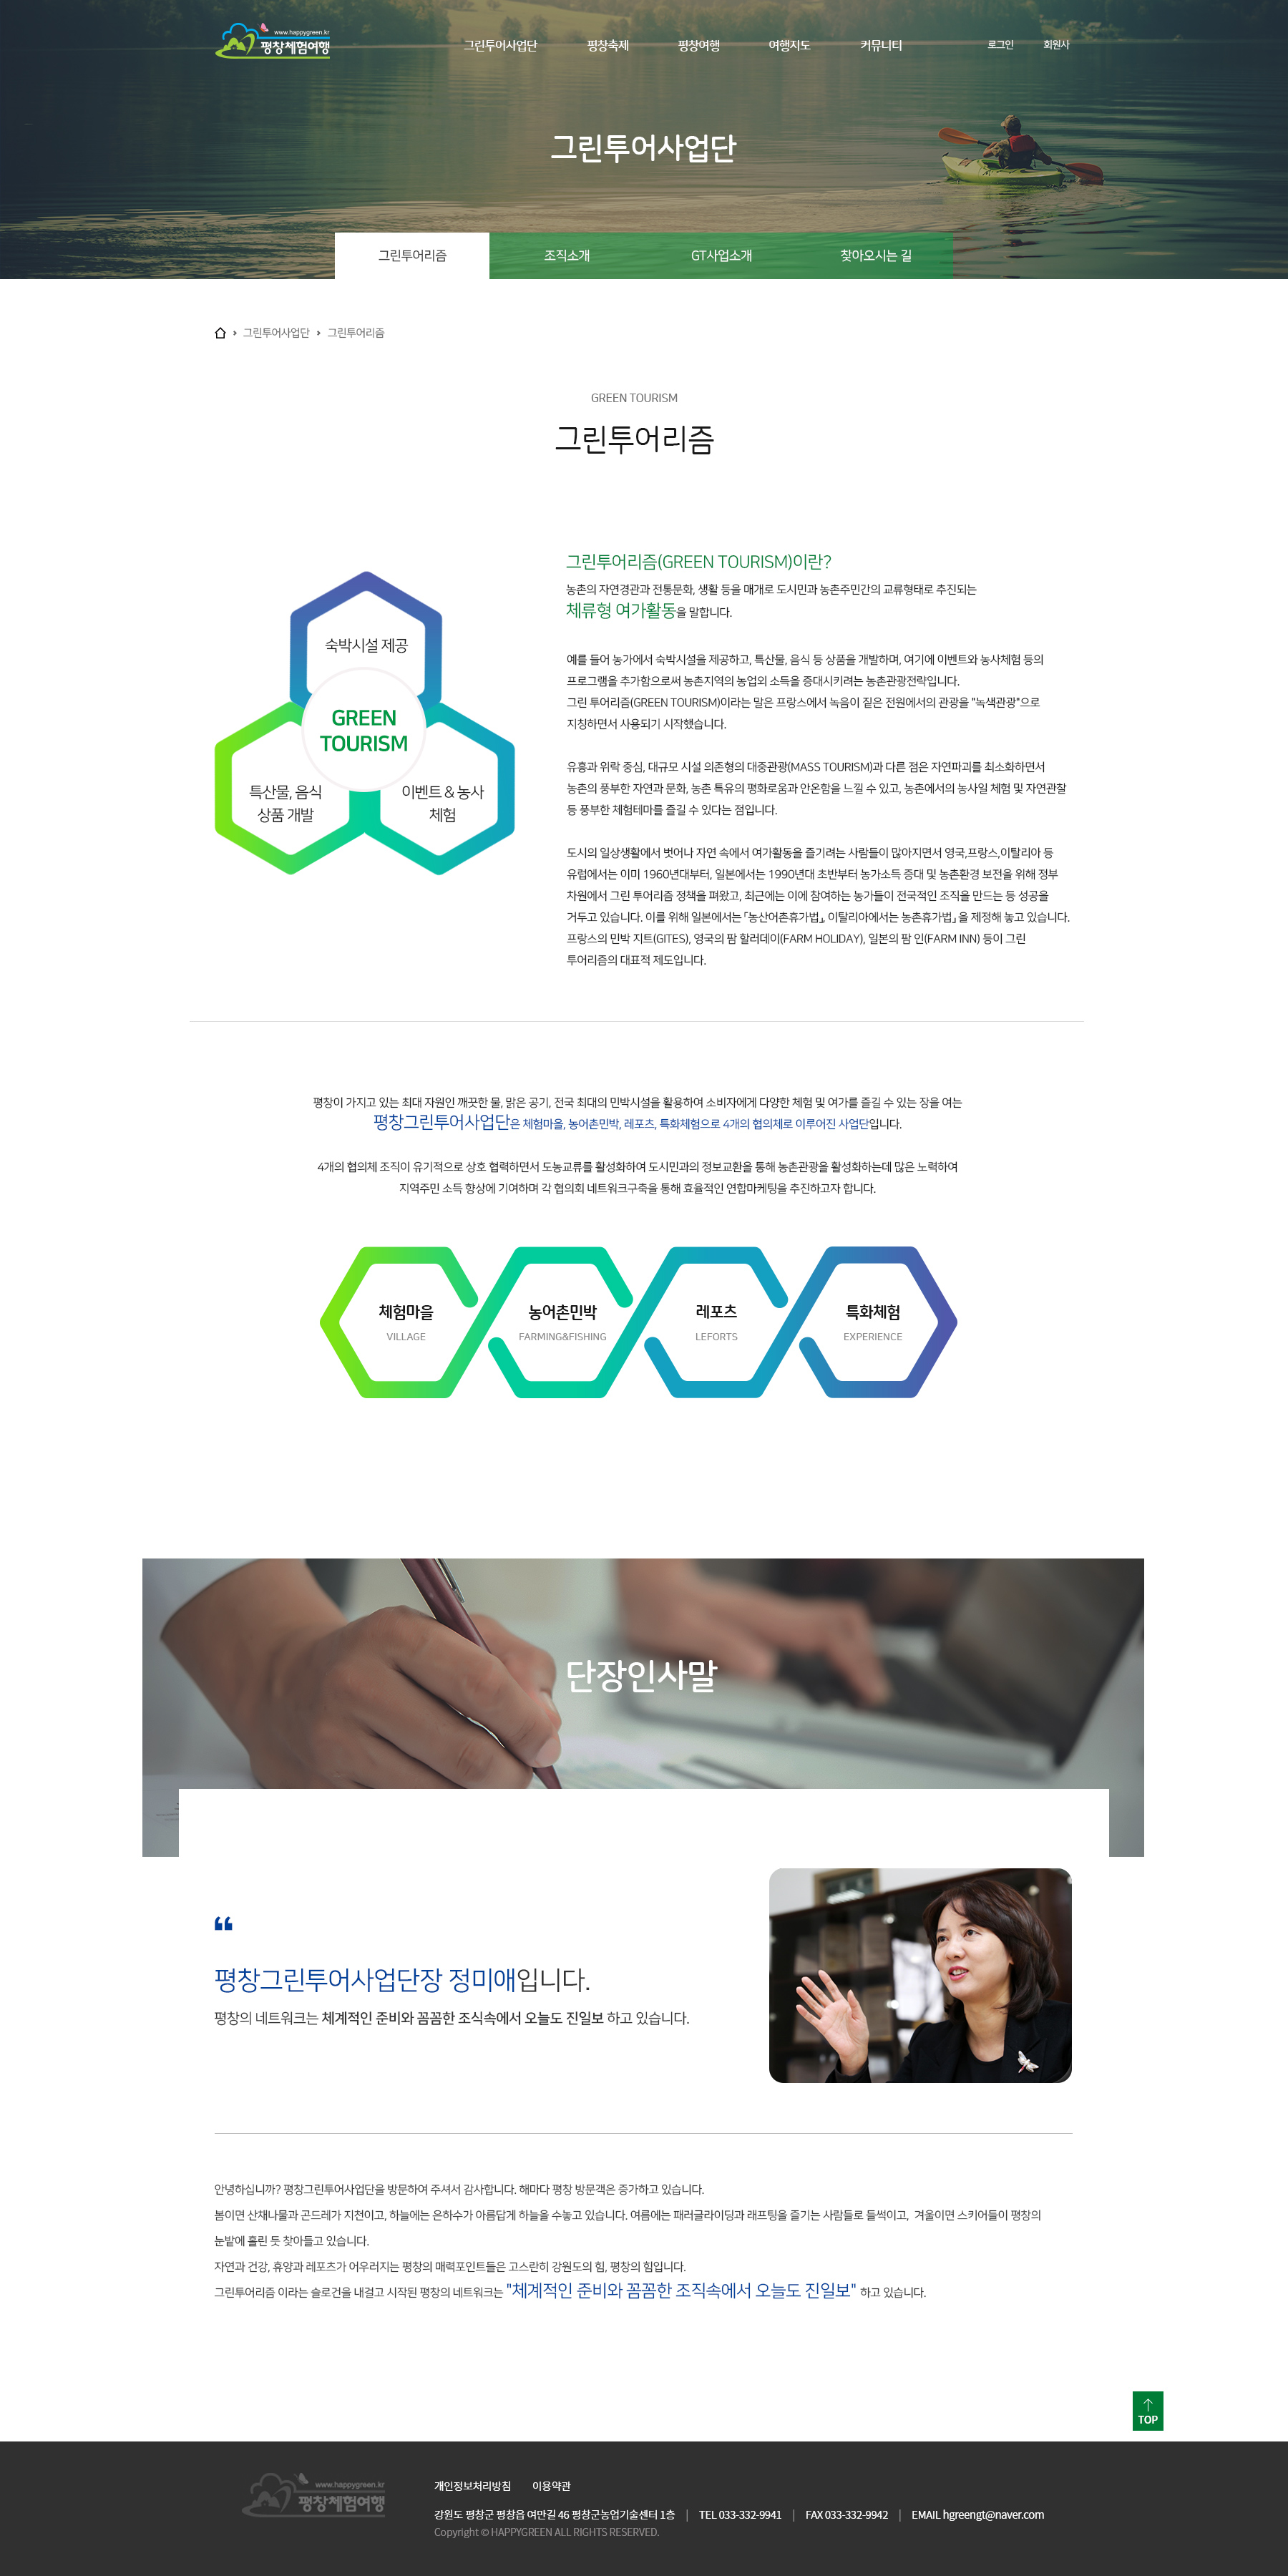 www.happygreen.kr
평창체험여행
그린투어사업단
평창축제
평창여행
여행지도
커뮤니티
로그인
회원사
그린투어사업단
그린투어리즘
조직소개
GT사업소개
찾아오시는 길
그린투어사업단
그린투어리즘
GREEN TOURISM
그린투어리즘
숙박시설 제공
GREEN
TOURISM
특산물, 음식
상품 개발
이벤트 & 농사
체험
그린투어리즘(GREEN TOURISM)이란?
농촌의 자연경관과 전통문화, 생활 등을 매개로 도시민과 농촌주민간의 교류형태로 추진되는
체류형 여가활동을 말합니다.
예를 들어 농가에서 숙박시설을 제공하고, 특산물, 음식 등 상품을 개발하며, 여기에 이벤트와 농사체험 등의
프로그램을 추가함으로써 농촌지역의 농업외 소득을 증대시키려는 농촌관광전략입니다.
그린 투어리즘(GREEN TOURISM)이라는 말은 프랑스에서 녹음이 짙은 전원에서의 관광을 "녹색관광"으로
지칭하면서 사용되기 시작했습니다.
유흥과 위락 중심, 대규모 시설 의존형의 대중관광(MASS TOURISM)과 다른 점은 자연파괴를 최소화하면서
농촌의 풍부한 자연과 문화, 농촌 특유의 평화로움과 안온함을 느낄 수 있고, 농촌에서의 농사일 체험 및 자연관찰
등 풍부한 체험테마를 즐길 수 있다는 점입니다.
도시의 일상생활에서 벗어나 자연 속에서 여가활동을 즐기려는 사람들이 많아지면서 영국,프랑스,이탈리아 등
유럽에서는 이미 1960년대부터, 일본에서는 1990년대 초반부터 농가소득 증대 및 농촌환경 보전을 위해 정부
차원에서 그린 투어리즘 정책을 펴왔고, 최근에는 이에 참여하는 농가들이 전국적인 조직을 만드는 등 성공을
거두고 있습니다. 이를 위해 일본에서는 「농산어촌휴가법」, 이탈리아에서는 농촌휴가법」 을 제정해 놓고 있습니다.
프랑스의 민박 지트(GITES), 영국의 팜 할러데이(FARM HOLIDAY), 일본의 팜 인(FARM INN) 등이 그린
투어리즘의 대표적 제도입니다.
평창이 가지고 있는 최대 자원인 깨끗한 물, 맑은 공기, 전국 최대의 민박시설을 활용하여 소비자에게 다양한 체험 및 여가를 즐길 수 있는 장을 여는
평창그린투어사업단은 체험마을, 농어촌민박, 레포츠, 특화체험으로 4개의 협의체로 이루어진 사업단입니다.
4개의 협의체 조직이 유기적으로 상호 협력하면서 도농교류를 활성화하여 도시민과의 정보교환을 통해 농촌관광을 활성화하는데 많은 노력하여
지역주민 소득 향상에 기여하며 각 협의회 네트워크구축을 통해 효율적인 연합마케팅을 추진하고자 합니다.
체험마을
VILLAGE
농어촌민박
FARMING&FISHING
레포츠
LEFORTS
특화체험
EXPERIENCE
단장인사말
“
평창그린투어사업단장 정미애입니다.
평창의 네트워크는 체계적인 준비와 꼼꼼한 조식속에서 오늘도 진일보 하고 있습니다.
안녕하십니까? 평창그린투어사업단을 방문하여 주셔서 감사합니다. 해마다 평창 방문객은 증가하고 있습니다.
봄이면 산채나물과 곤드레가 지천이고, 하늘에는 은하수가 아름답게 하늘을 수놓고 있습니다. 여름에는 패러글라이딩과 래프팅을 즐기는 사람들로 들썩이고, 겨울이면 스키어들이 평창의
눈밭에 홀린 듯 찾아들고 있습니다.
자연과 건강, 휴양과 레포츠가 어우러지는 평창의 매력포인트들은 고스란히 강원도의 힘, 평창의 힘입니다.
그린투어리즘 이라는 슬로건을 내걸고 시작된 평창의 네트워크는 "체계적인 준비와 꼼꼼한 조직속에서 오늘도 진일보" 하고 있습니다.
TOP
www.happygreen.kr
평창체험여행
개인정보처리방침
이용약관
강원도 평창군 평창읍 여만길 46 평창군농업기술센터 1층 | TEL 033-332-9941 | FAX 033-332-9942 | EMAIL hgreengt@naver.com
Copyright © HAPPYGREEN ALL RIGHTS RESERVED.